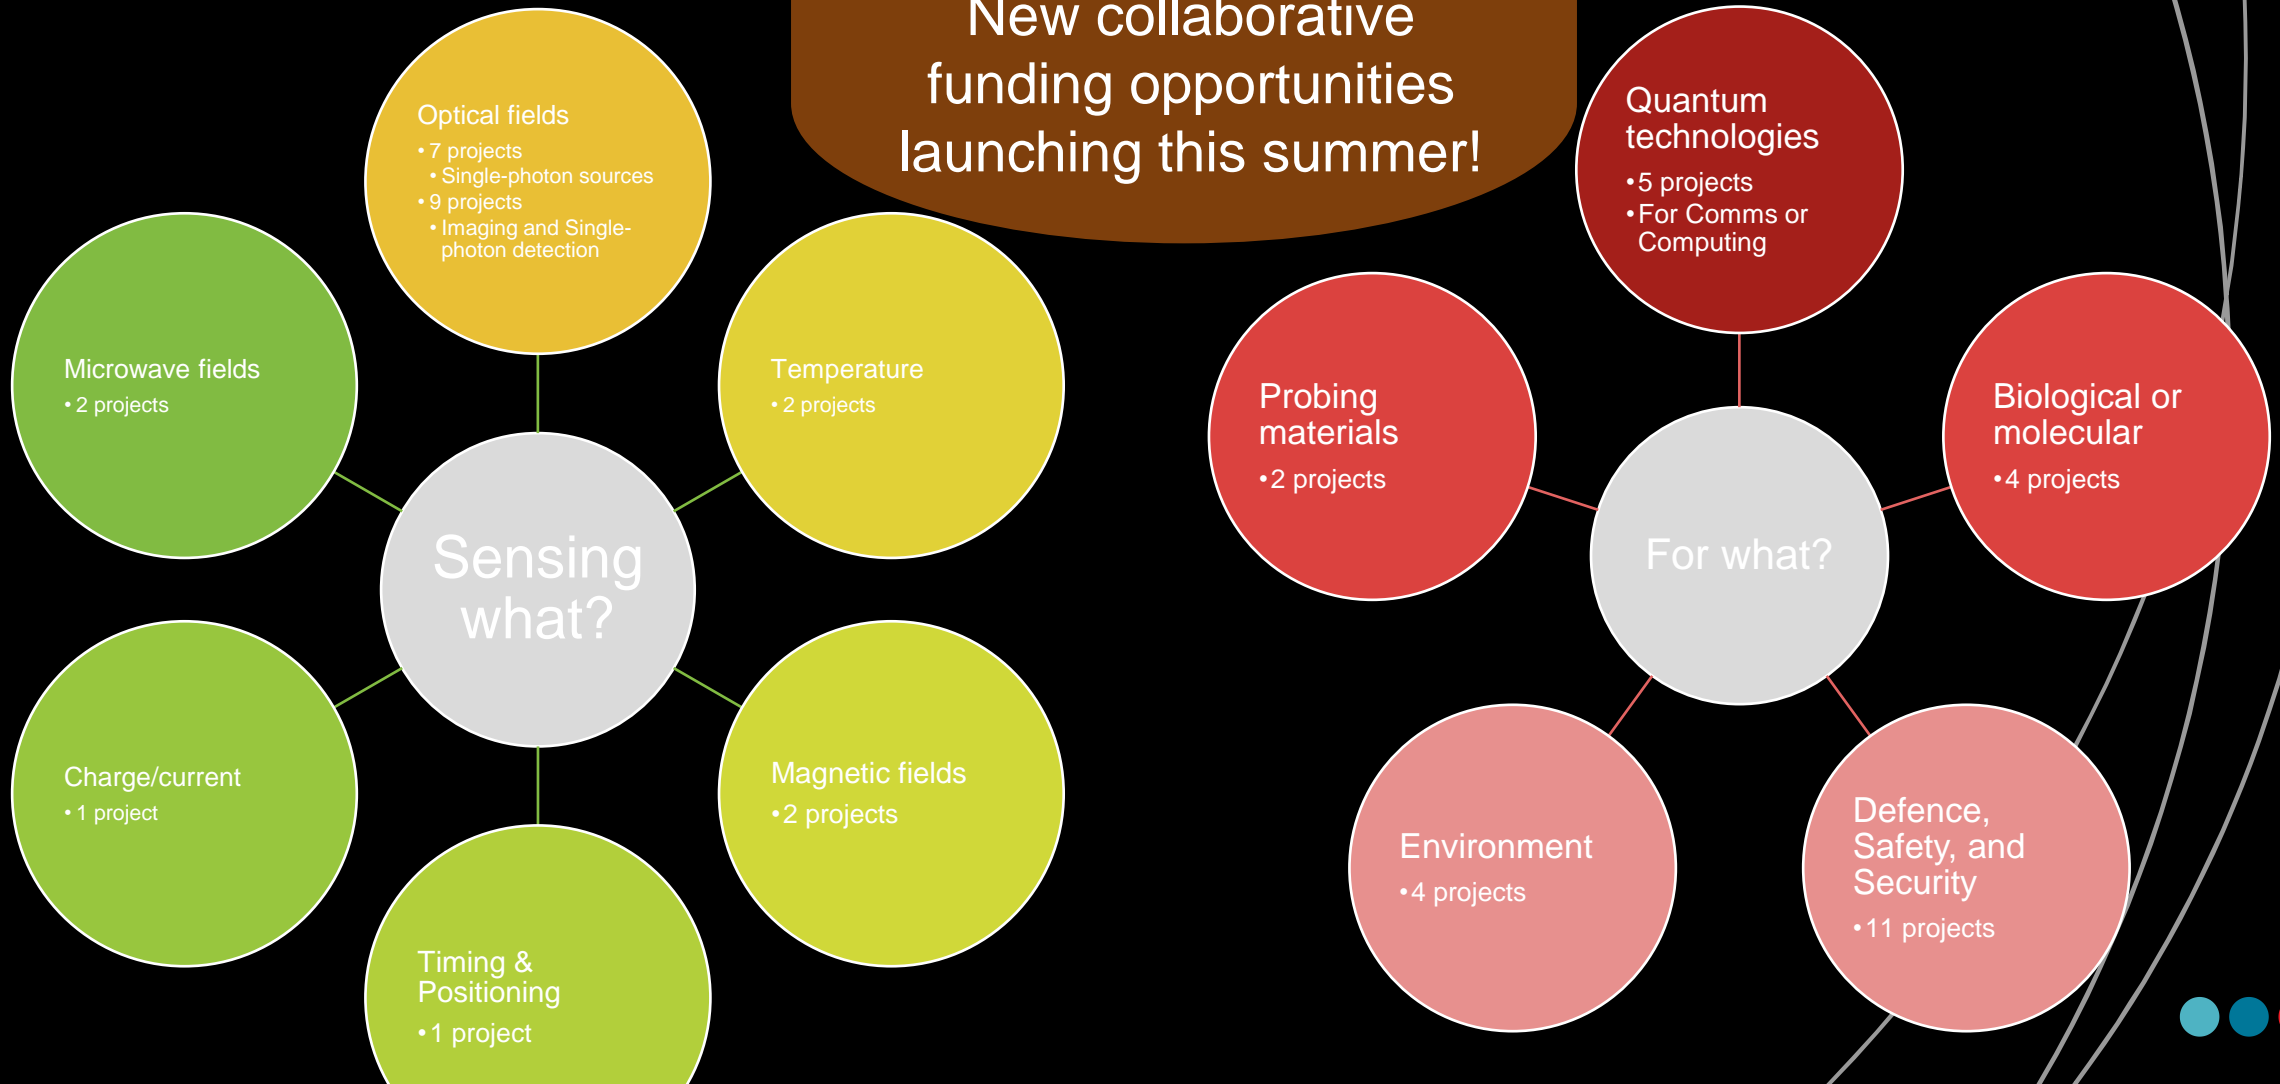 New collaborative
funding opportunities
launching this summer!
Optical fields
• 7 projects
• Single-photon sources
• 9 projects
• Imaging and Single-
photon detection
Microwave fields
• 2 projects
Temperature
• 2 projects
Sensing
what?
Charge/current
• 1 project
Magnetic fields
• 2 projects
Timing &
Positioning
• 1 project
Quantum
technologies
• 5 projects
• For Comms or
Computing
Probing
materials
• 2 projects
Biological or
molecular
• 4 projects
For what?
Environment
• 4 projects
Defence,
Safety, and
Security
• 11 projects